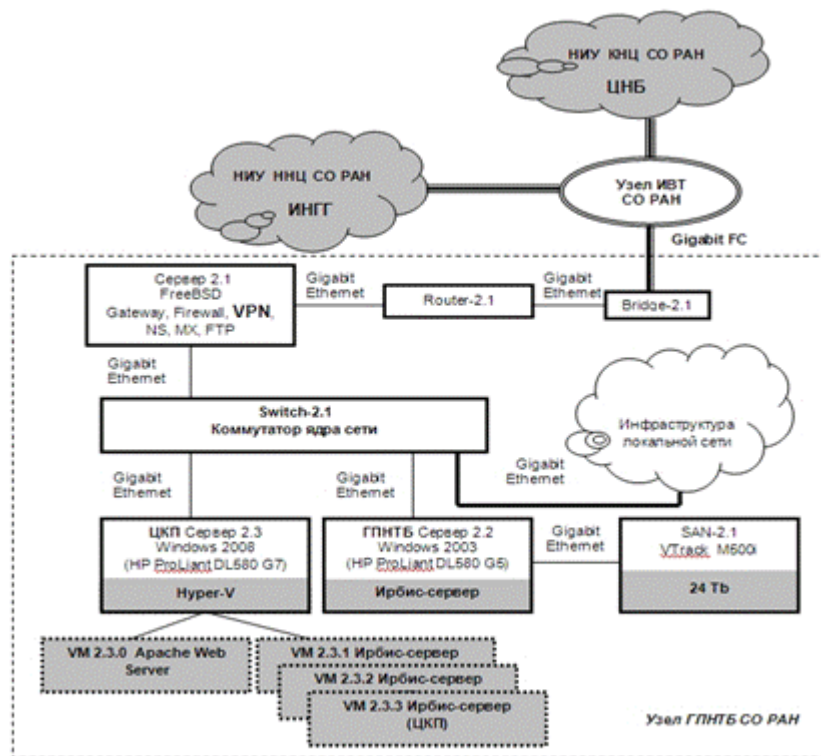 НИУ КНЦ СО РАН
ЦНБ
НИУ ННЦ СО РАН
ИНГГ
Узел ИВТ
СО РАН
Gigabit FC
Сервер 2.1
FreeBSD
Gateway, Firewall, VPN,
NS, MX, FTP
Gigabit
Ethernet
Router-2.1
Gigabit
Ethernet
Bridge-2.1
Gigabit
Ethernet
Switch-2.1
Коммутатор ядра сети
Инфраструктура
локальной сети
Gigabit
Ethernet
Gigabit
Ethernet
Gigabit
Ethernet
ЦКП Сервер 2.3
Windows 2008
(HP ProLiant DL580 G7)
Hyper-V
ГПНТБ Сервер 2.2
Windows 2003
(HP ProLiant DL580 G5)
Ирбис-сервер
Gigabit
Ethernet
SAN-2.1
VTrack M500i
24 Tb
VM 2.3.0 Apache Web
Server
VM 2.3.1 Ирбис-сервер
VM 2.3.2 Ирбис-сервер
VM 2.3.3 Ирбис-сервер
(ЦКП)
Узел ГПНТБ СО РАН